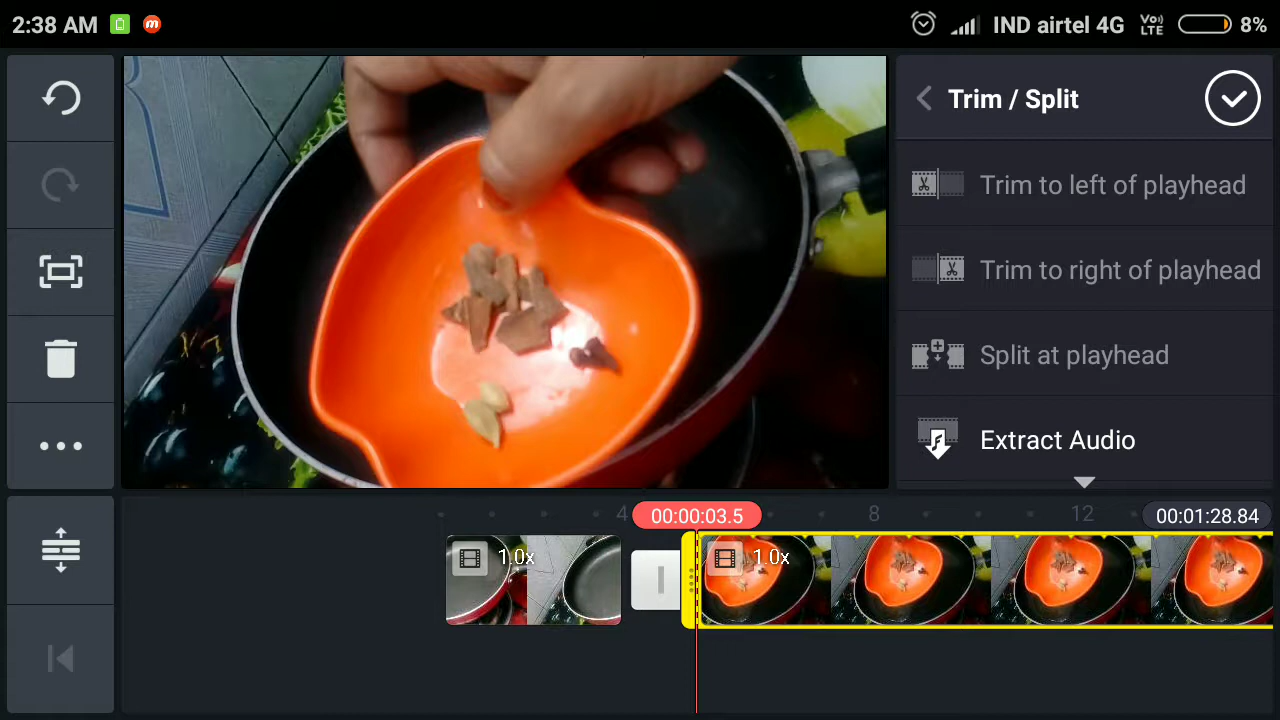 2:38 AM
IND airtel 4G
Vo))
LTE
8%
Trim / Split
Trim to left of playhead
Trim to right of playhead
Split at playhead
Extract Audio
4
00:00:03.5
8
12
00:01:28.84
1.0x
1.0x